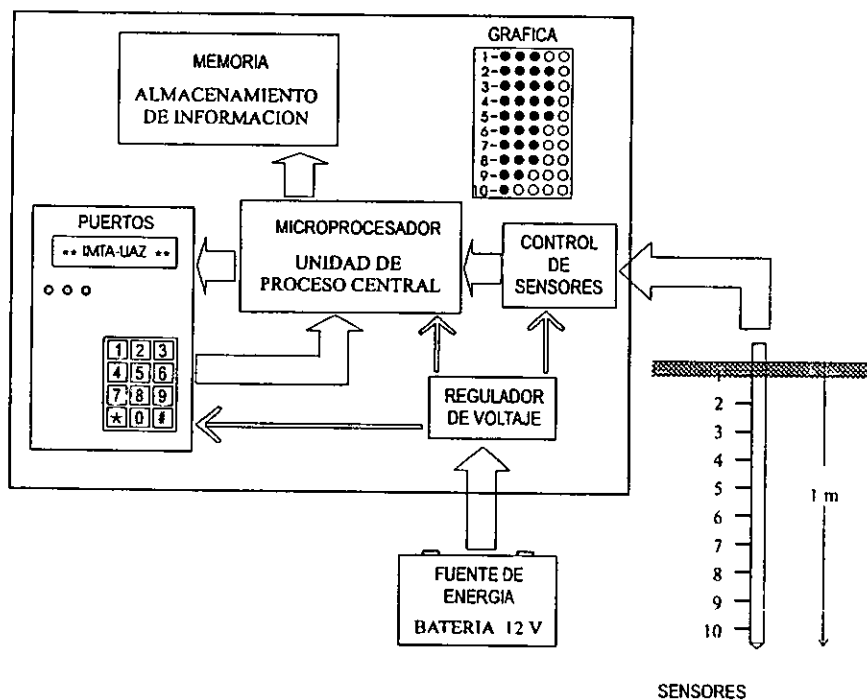 MEMORIA
ALMACENAMIENTO
DE INFORMACION
GRAFICA
1-
2-
3-
4-
5-
6-
7-
8-
9-
10-
PUERTOS
** IMTA-UAZ **
1 2 3
4 5 6
7 8 9
* 0 #
MICROPROCESADOR
UNIDAD DE
PROCESO CENTRAL
CONTROL
DE
SENSORES
REGULADOR
DE VOLTAJE
FUENTE DE
ENERGIA
BATERIA 12 V
1
2
3
4
5
6
7
8
9
10
1 m
SENSORES